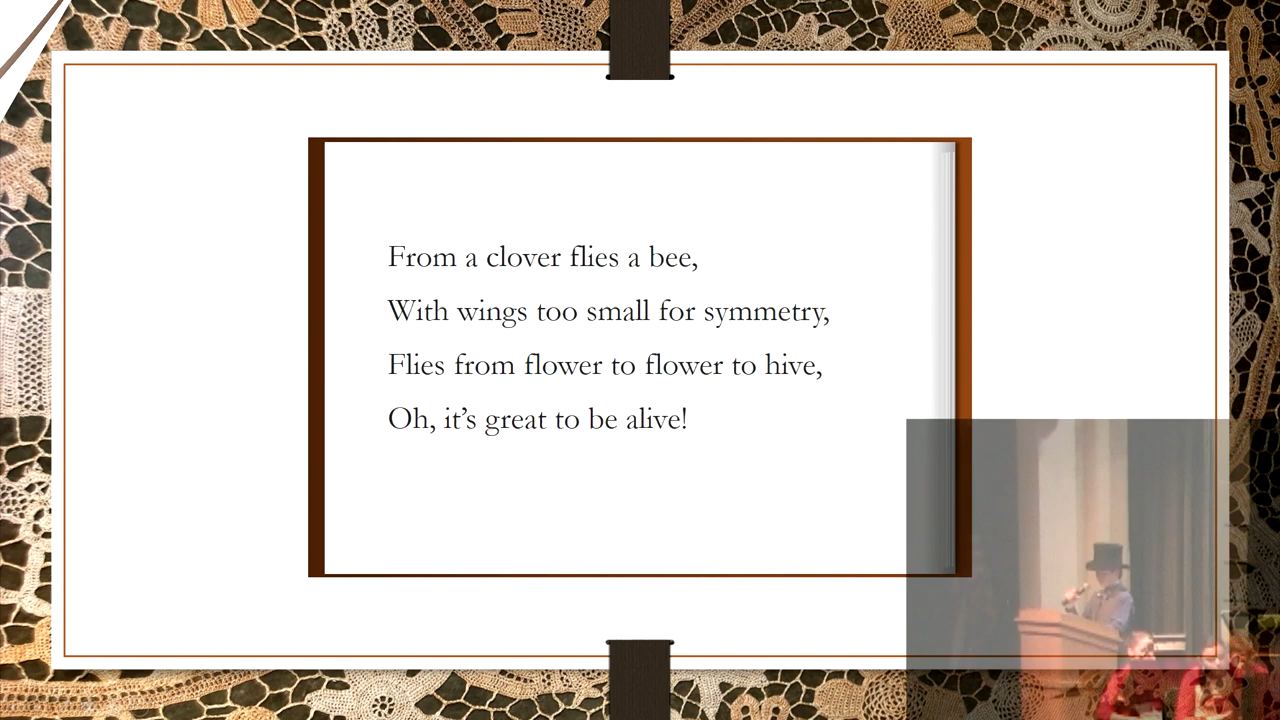 From a clover flies a bee,
With wings too small for symmetry,
Flies from flower to flower to hive,
Oh, it’s great to be alive!